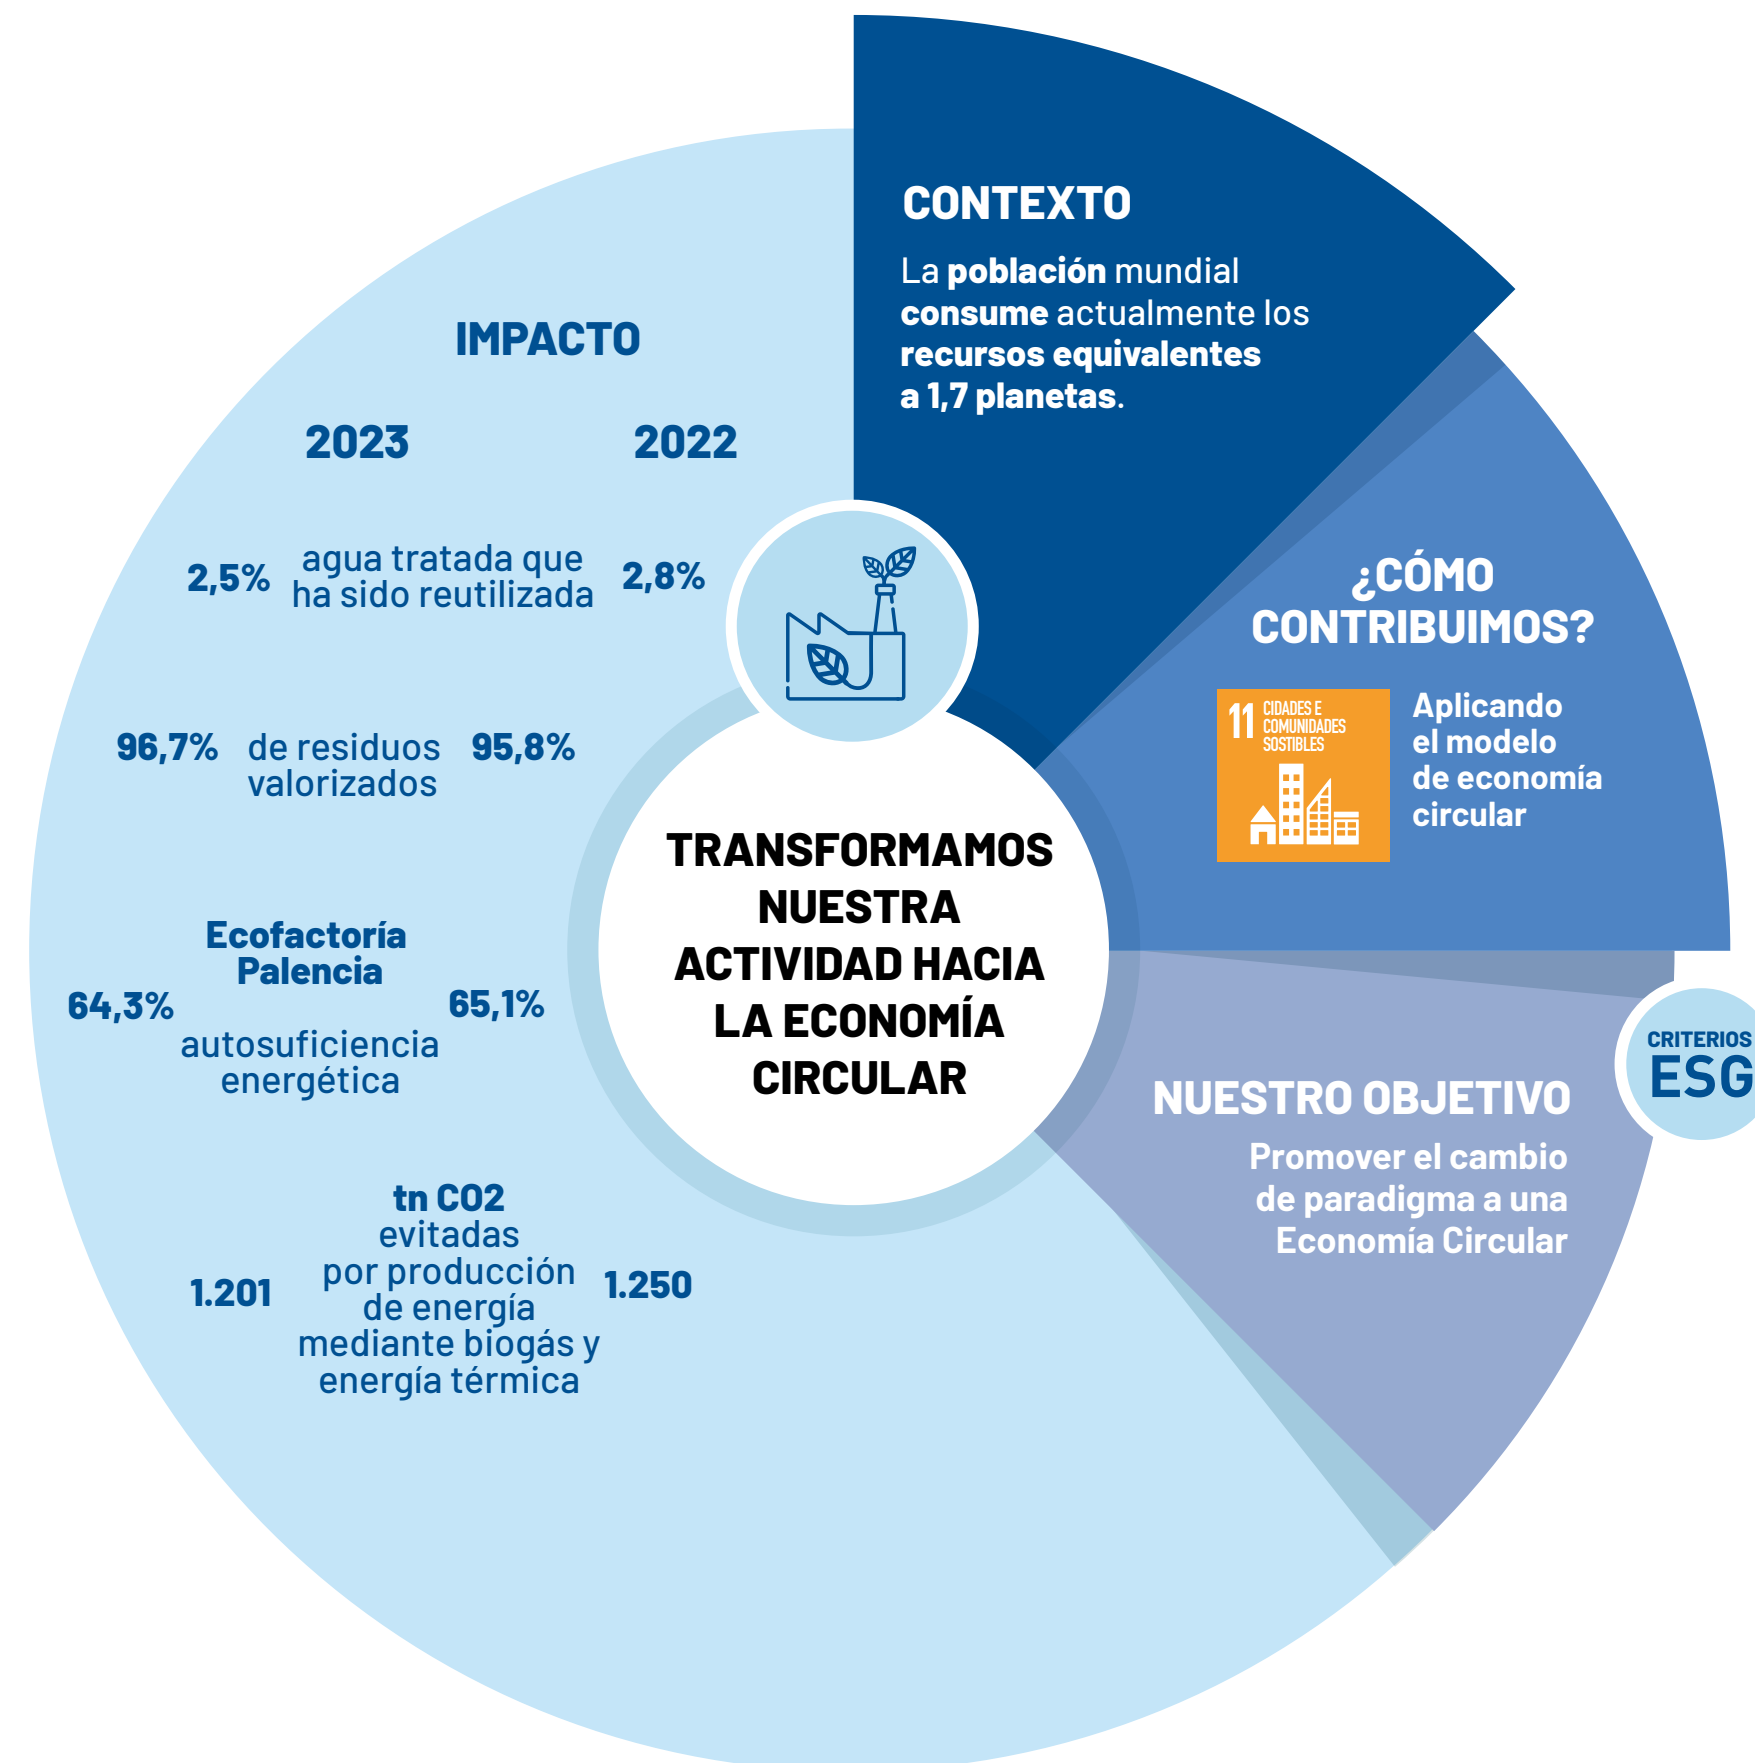 CONTEXTO
La población mundial
consume actualmente los
recursos equivalentes
a 1,7 planetas.
¿CÓMO
CONTRIBUIMOS?
11 CIDADES E
COMUNIDADES
SOSTIBLES
Aplicando
el modelo
de economía
circular
CRITERIOS
ESG
NUESTRO OBJETIVO
Promover el cambio
de paradigma a una
Economía Circular
IMPACTO
2023 2022
2,5% agua tratada que
ha sido reutilizada 2,8%
96,7% de residuos
valorizados 95,8%
Ecofactoría
Palencia
64,3% 65,1%
autosuficiencia
energética
tn CO2
evitadas
por producción
1.201 de energía 1.250
mediante biogás y
energía térmica
TRANSFORMAMOS
NUESTRA
ACTIVIDAD HACIA
LA ECONOMÍA
CIRCULAR